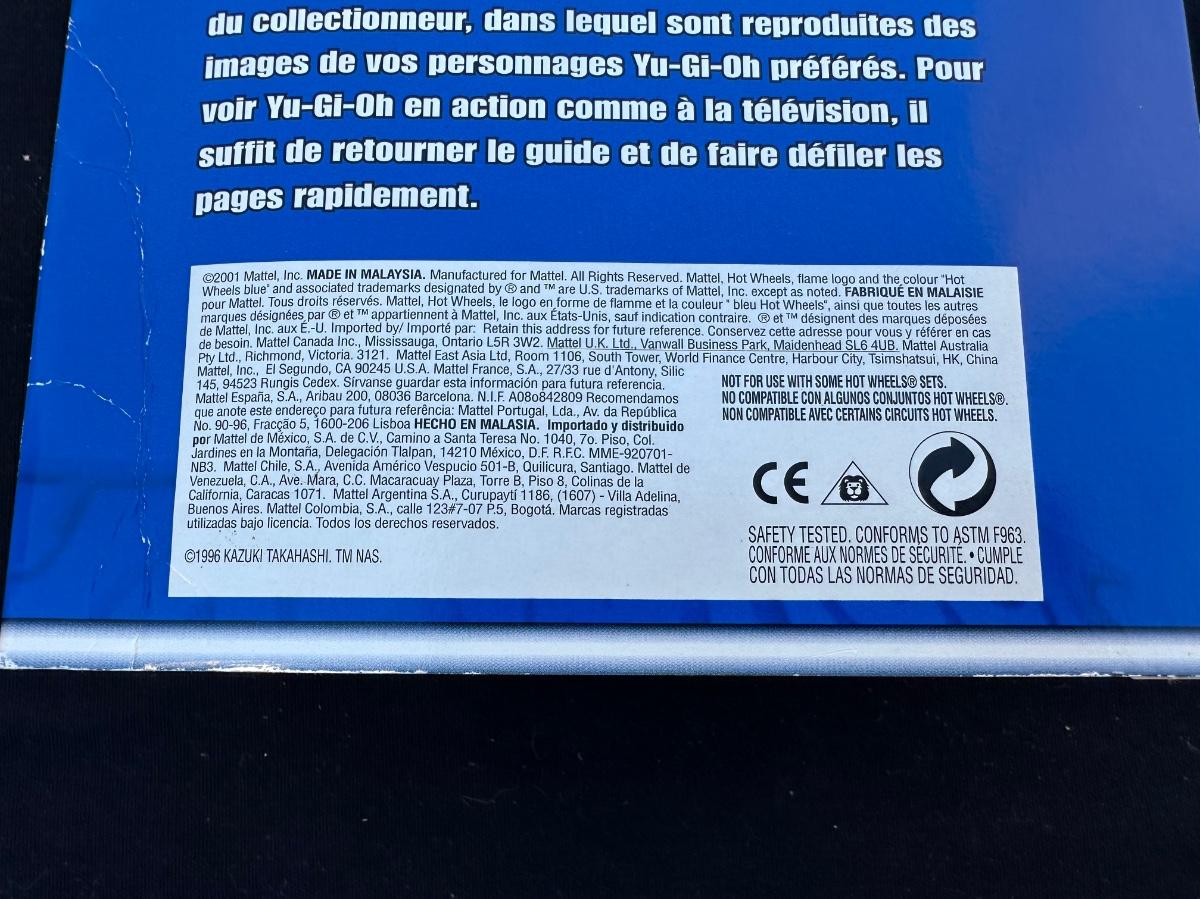 du collectionneur, dans lequel sont reproduites des
images de vos personnages Yu-Gi-Oh préférés. Pour
voir Yu-Gi-Oh en action comme à la télévision, il
suffit de retourner le guide et de faire défiler les
pages rapidement.
©2001 Mattel, Inc. MADE IN MALAYSIA. Manufactured for Mattel. All Rights Reserved. Mattel, Hot Wheels, flame logo and the colour "Hot
Wheels blue" and associated trademarks designated by ® and ™ are U.S. trademarks of Mattel, Inc. except as noted. FABRIQUÉ EN MALAISIE
pour Mattel. Tous droits réservés. Mattel, Hot Wheels, le logo en forme de flamme et la couleur " bleu Hot Wheels", ainsi que toutes les autres
marques désignées par ® et ™ appartiennent à Mattel, Inc. aux États-Unis, sauf indication contraire. ® et ™ désignent des marques déposées
de Mattel, Inc. aux É.-U. Imported by/ Importé par: Retain this address for future reference. Conservez cette adresse pour vous y référer en cas
de besoin. Mattel Canada Inc., Mississauga, Ontario L5R 3W2. Mattel U.K. Ltd., Vanwall Business Park, Maidenhead SL6 4UB. Mattel Australia
Pty Ltd., Richmond, Victoria. 3121. Mattel East Asia Ltd, Room 1106, South Tower, World Finance Centre, Harbour City, Tsimshatsui, HK, China
Mattel, Inc., El Segundo, CA 90245 U.S.A. Mattel France, S.A., 27/33 rue d'Antony, Silic
145, 94523 Rungis Cedex. Sírvanse guardar esta información para futura referencia.
Mattel España, S.A., Aribau 200, 08036 Barcelona. N.I.F. A08o842809 Recomendamos
que anote este endereço para futura referência: Mattel Portugal, Lda., Av. da República
No. 90-96, Fracção 5, 1600-206 Lisboa HECHO EN MALASIA. Importado y distribuido
por Mattel de México, S.A. de C.V., Camino a Santa Teresa No. 1040, 7o. Piso, Col.
Jardines en la Montaña, Delegación Tlalpan, 14210 México, D.F. R.F.C. MME-920701-
NB3. Mattel Chile, S.A., Avenida Américo Vespucio 501-B, Quilicura, Santiago. Mattel de
Venezuela, C.A., Ave. Mara, C.C. Macaracuay Plaza, Torre B, Piso 8, Colinas de la
California, Caracas 1071. Mattel Argentina S.A., Curupaytí 1186, (1607) - Villa Adelina,
Buenos Aires. Mattel Colombia, S.A., calle 123#7-07 P.5, Bogotá. Marcas registradas
utilizadas bajo licencia. Todos los derechos reservados.
©1996 KAZUKI TAKAHASHI. TM NAS.
NOT FOR USE WITH SOME HOT WHEELS® SETS.
NO COMPATIBLE CON ALGUNOS CONJUNTOS HOT WHEELS®.
NON COMPATIBLE AVEC CERTAINS CIRCUITS HOT WHEELS.
CE
SAFETY TESTED. CONFORMS TO ASTM F963.
CONFORME AUX NORMES DE SÉCURITÉ. • CUMPLE
CON TODAS LAS NORMAS DE SEGURIDAD.